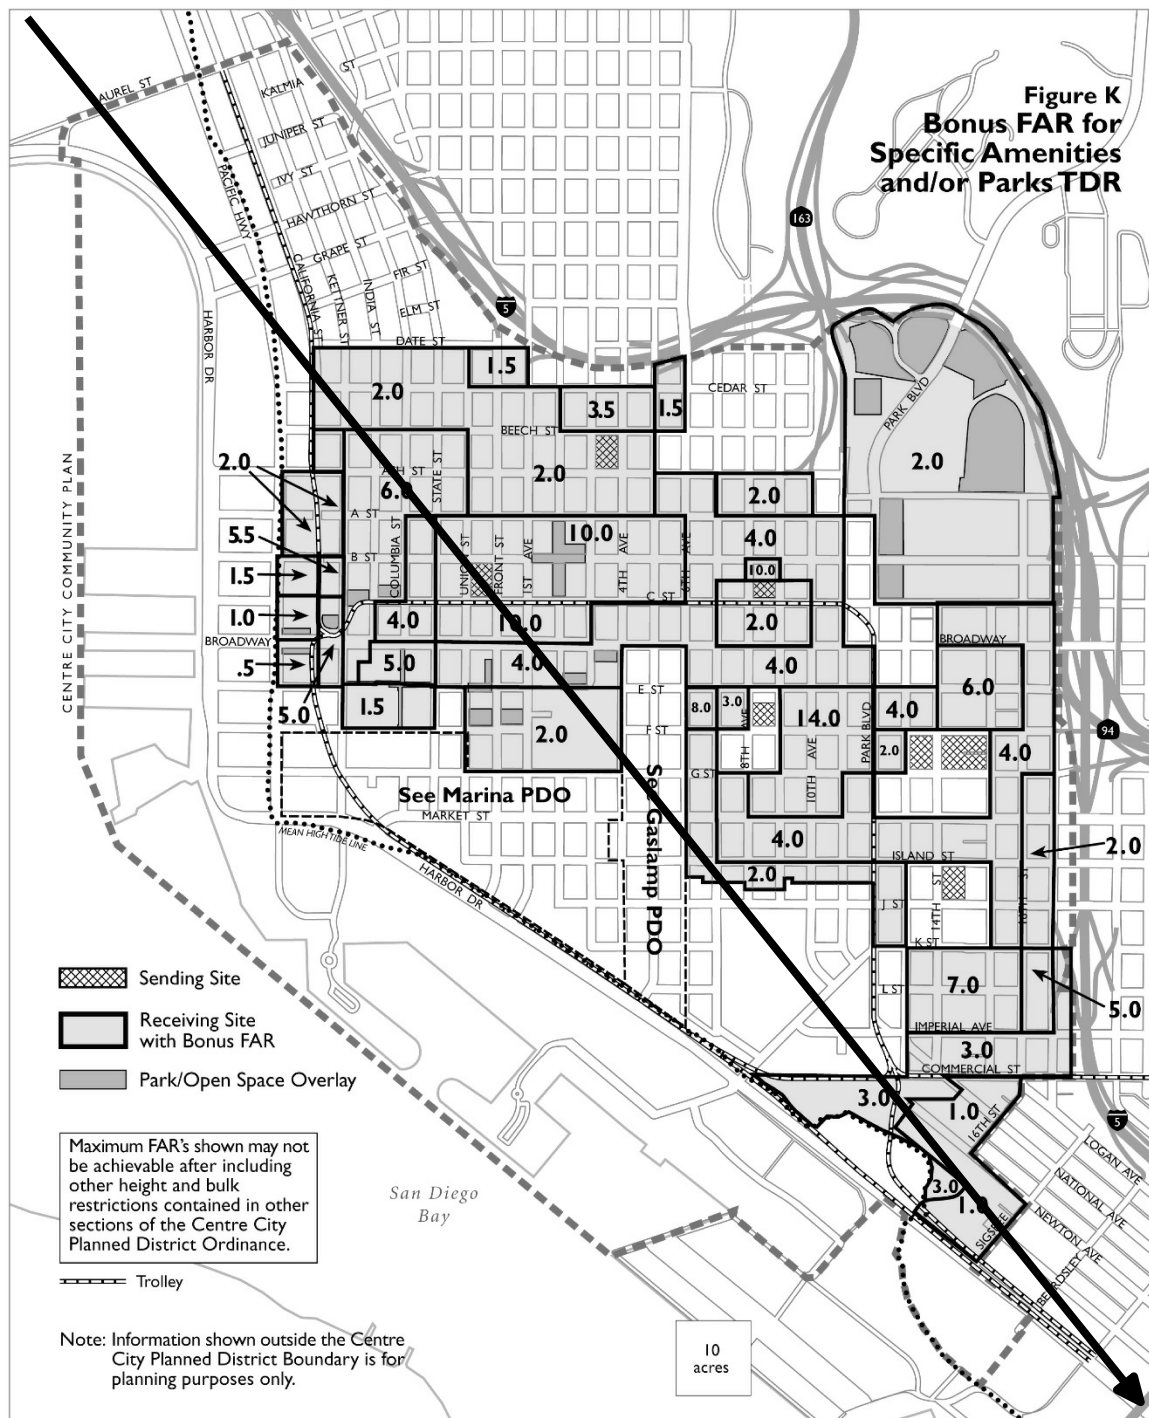 Figure K
Bonus FAR for
Specific Amenities
and/or Parks TDR
163
5
LAUREL ST
KALMIA ST
JUNIPER ST
IVY ST
HAWTHORN ST
GRAPE ST
FIR ST
ELM ST
DATE ST
CEDAR ST
BEECH ST
PACIFIC HWY
CALIFORNIA ST
KETTNER ST
INDIA ST
HARBOR DR
PARK BLVD
CENTRE CITY COMMUNITY PLAN
1.5
2.0
3.5
1.5
2.0
2.0
2.0
6.0
ASH ST
STATE ST
2.0
A ST
5.5
B ST
COLUMBIA ST
UNION ST
FRONT ST
1ST AVE
10.0
4TH AVE
6TH AVE
4.0
10.0
C ST
1.5
1.0
4.0
10.0
2.0
BROADWAY
BROADWAY
.5
5.0
4.0
4.0
6.0
E ST
5.0
1.5
8.0
3.0
14.0
4.0
F ST
2.0
8TH AVE
10TH AVE
PARK BLVD
2.0
4.0
94
G ST
See Marina PDO
See Gaslamp PDO
MARKET ST
MEAN HIGH TIDE LINE
HARBOR DR
4.0
ISLAND ST
2.0
2.0
J ST
14TH ST
16TH ST
K ST
L ST
7.0
5.0
IMPERIAL AVE
3.0
COMMERCIAL ST
3.0
1.0
16TH ST
5
3.0
1.0
SIGSBEE
LOGAN AVE
NATIONAL AVE
NEWTON AVE
BEARDSLEY
Sending Site
Receiving Site
with Bonus FAR
Park/Open Space Overlay
Maximum FAR's shown may not
be achievable after including
other height and bulk
restrictions contained in other
sections of the Centre City
Planned District Ordinance.
San Diego
Bay
Trolley
Note: Information shown outside the Centre
City Planned District Boundary is for
planning purposes only.
10
acres